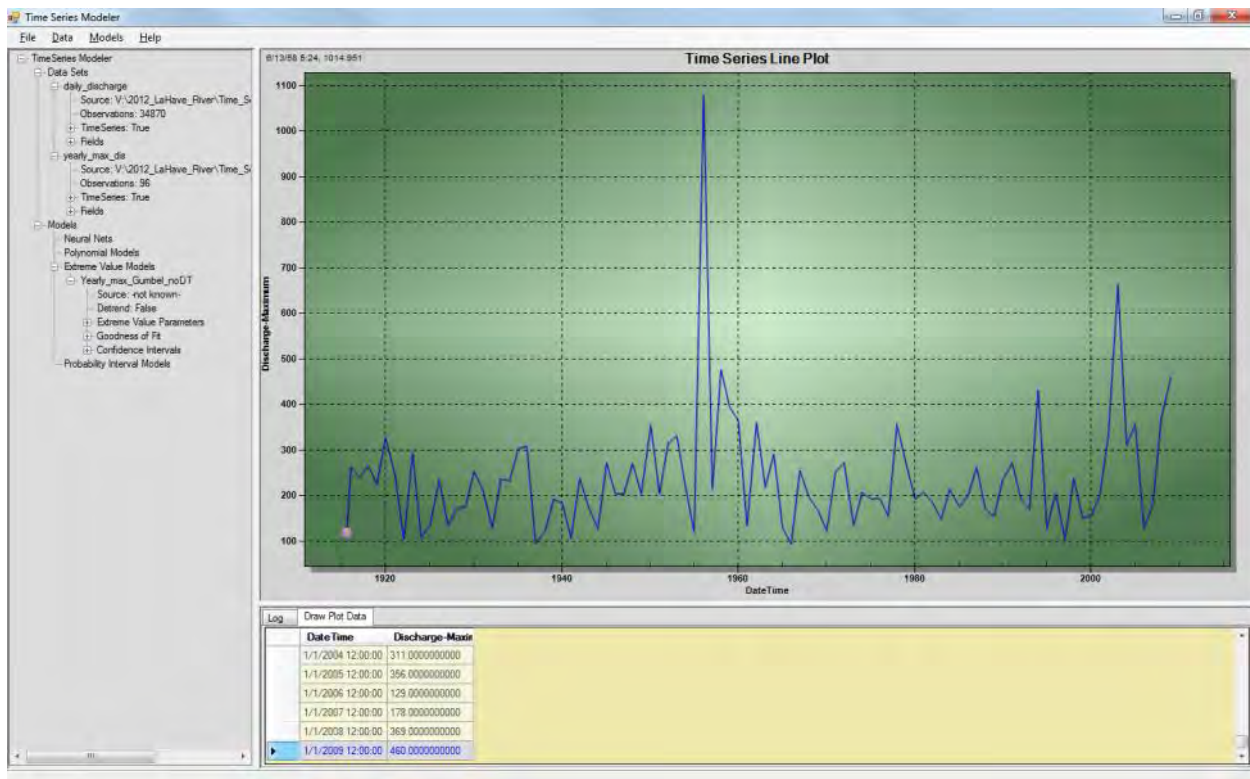 Time Series Modeler
File Data Models Help
TimeSeries Modeler
Data Sets
daily_discharge
Source: V:\2012_LaHave_River\Time_S
Observations: 34870
TimeSeries: True
Fields
yearly_max_dis
Source: V:\2012_LaHave_River\Time_S
Observations: 96
TimeSeries: True
Fields
Models
Neural Nets
Polynomial Models
Extreme Value Models
Yearly_max_Gumbel_noDT
Source: -not known-
Detrend: False
Extreme Value Parameters
Goodness of Fit
Confidence Intervals
Probability Interval Models
6/13/58 5:24, 1014.951
Time Series Line Plot
Discharge-Maximum
1100
1000
900
800
700
600
500
400
300
200
100
1920 1940 1960 1980 2000
DateTime
Log Draw Plot Data
DateTime Discharge-Maxim
1/1/2004 12:00:00 311.0000000000
1/1/2005 12:00:00 356.0000000000
1/1/2006 12:00:00 129.0000000000
1/1/2007 12:00:00 178.0000000000
1/1/2008 12:00:00 369.0000000000
1/1/2009 12:00:00 460.0000000000